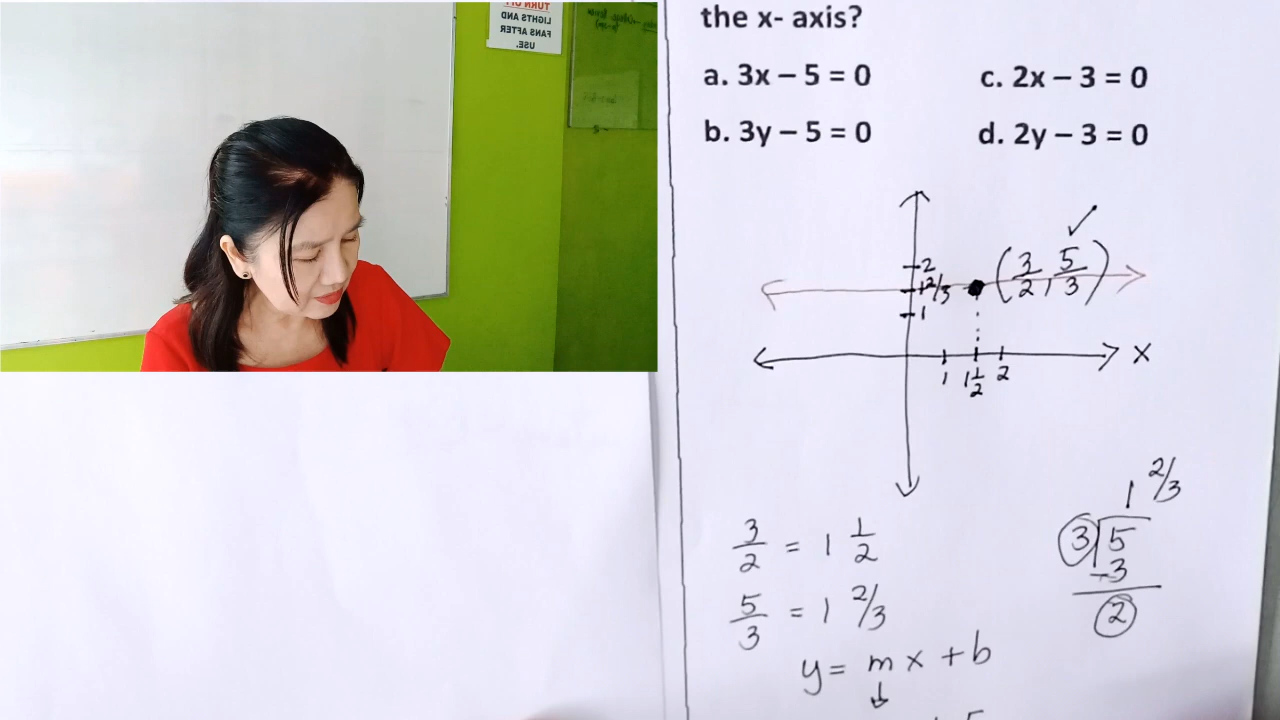 TURN OFF
LIGHTS AND
FANS AFTER
USE.
the x- axis?
a. 3x – 5 = 0
c. 2x – 3 = 0
b. 3y – 5 = 0
d. 2y – 3 = 0
2
1 2/3
1
(3/2, 5/3)
x
1 1 1/2 2
3/2 = 1 1/2
5/3 = 1 2/3
1 2/3
3 5
-3
2
y = mx + b